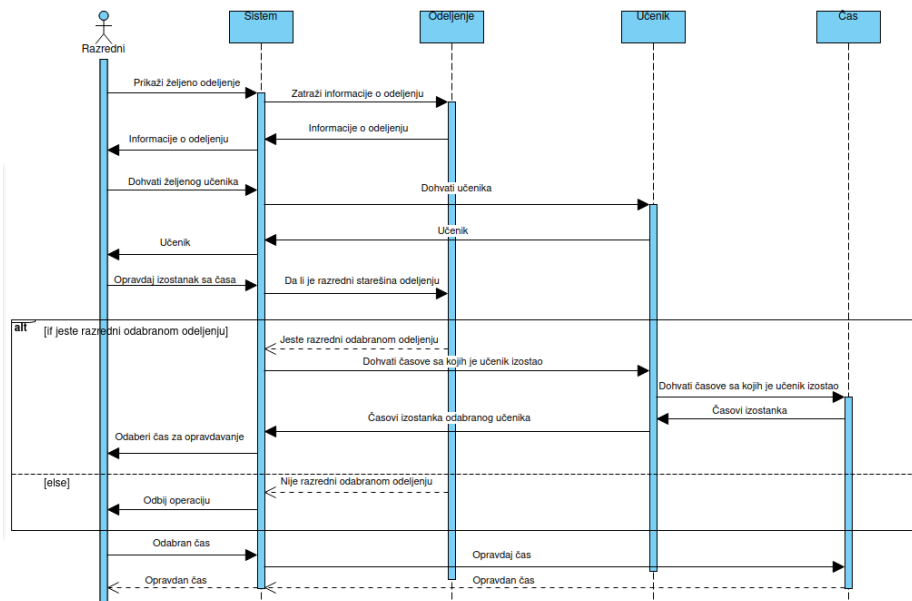 Sistem
Odeljenje
Učenik
Čas
Razredni
Prikaži željeno odeljenje
Zatraži informacije o odeljenju
Informacije o odeljenju
Informacije o odeljenju
Dohvati željenog učenika
Dohvati učenika
Učenik
Učenik
Opravdaj izostanak sa časa
Da li je razredni starešina odeljenju
alt
[if jeste razredni odabranom odeljenju]
Jeste razredni odabranom odeljenju
Dohvati časove sa kojih je učenik izostao
Dohvati časove sa kojih je učenik izostao
Časovi izostanka
Časovi izostanka odabranog učenika
Odaberi čas za opravdavanje
[else]
Nije razredni odabranom odeljenju
Odbij operaciju
Odabran čas
Opravdaj čas
Opravdan čas
Opravdan čas